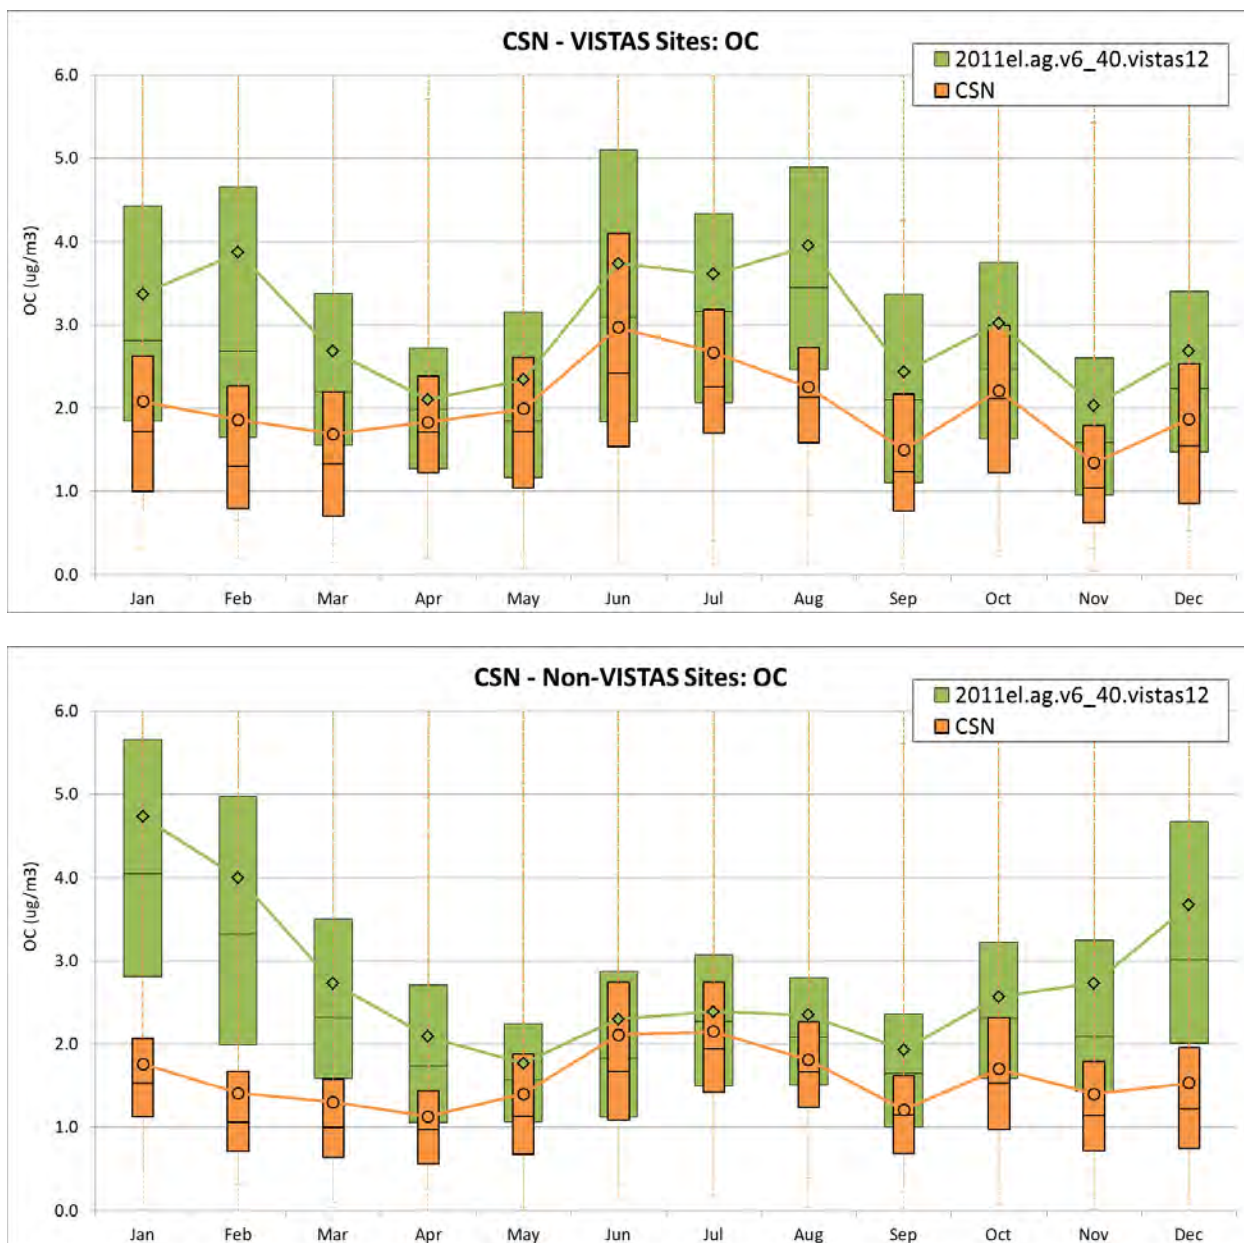 CSN - VISTAS Sites: OC
2011el.ag.v6_40.vistas12
CSN
OC (ug/m3)
6.0
5.0
4.0
3.0
2.0
1.0
0.0
Jan Feb Mar Apr May Jun Jul Aug Sep Oct Nov Dec
CSN - Non-VISTAS Sites: OC
2011el.ag.v6_40.vistas12
CSN
OC (ug/m3)
6.0
5.0
4.0
3.0
2.0
1.0
0.0
Jan Feb Mar Apr May Jun Jul Aug Sep Oct Nov Dec